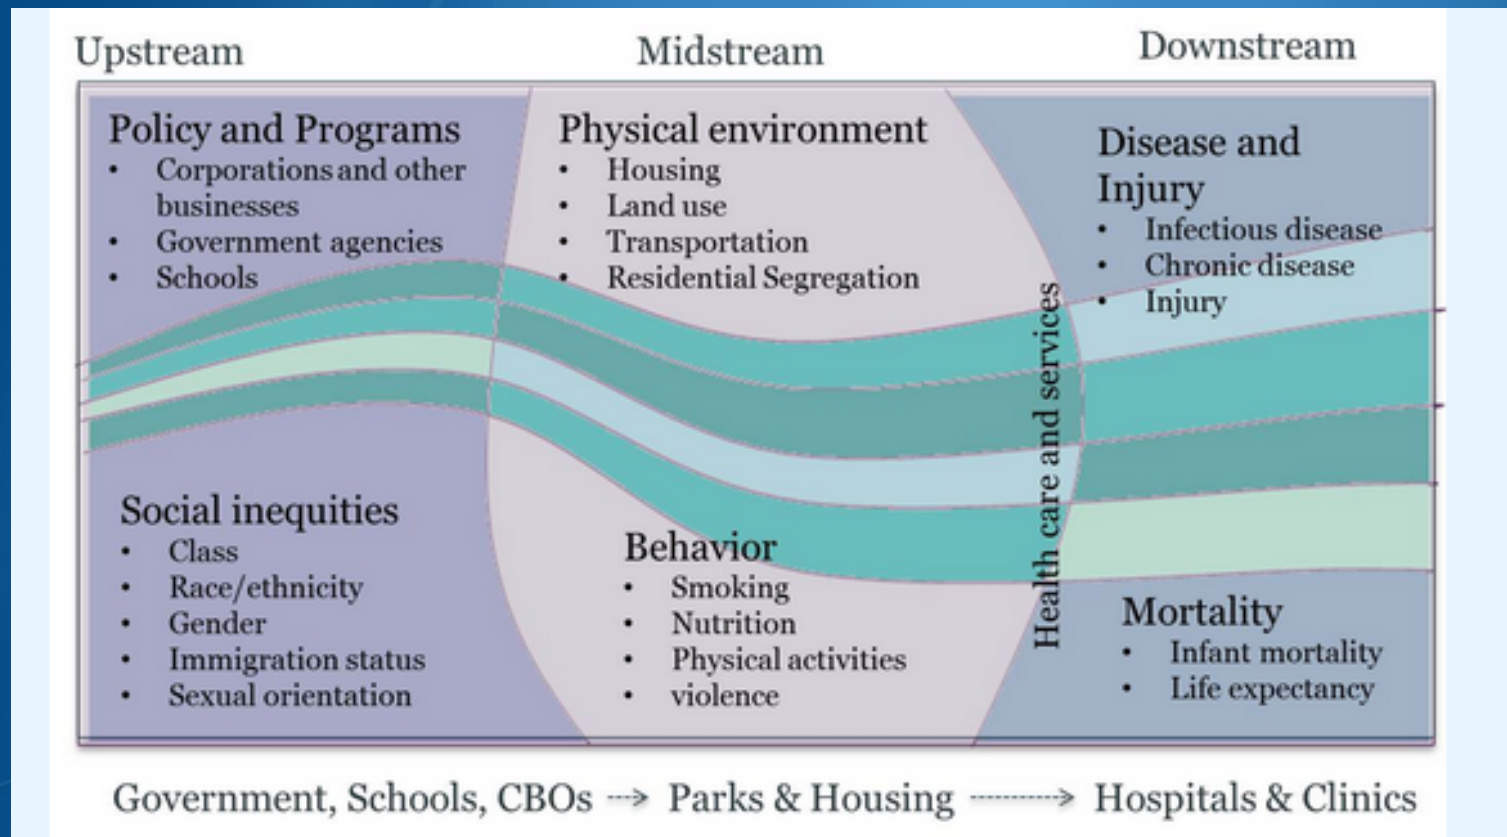 Upstream
Midstream
Downstream
Policy and Programs
• Corporations and other
businesses
• Government agencies
• Schools
Social inequities
• Class
• Race/ethnicity
• Gender
• Immigration status
• Sexual orientation
Physical environment
• Housing
• Land use
• Transportation
• Residential Segregation
Behavior
• Smoking
• Nutrition
• Physical activities
• violence
Health care and services
Disease and
Injury
• Infectious disease
• Chronic disease
• Injury
Mortality
• Infant mortality
• Life expectancy
Government, Schools, CBOs --> Parks & Housing ----------> Hospitals & Clinics